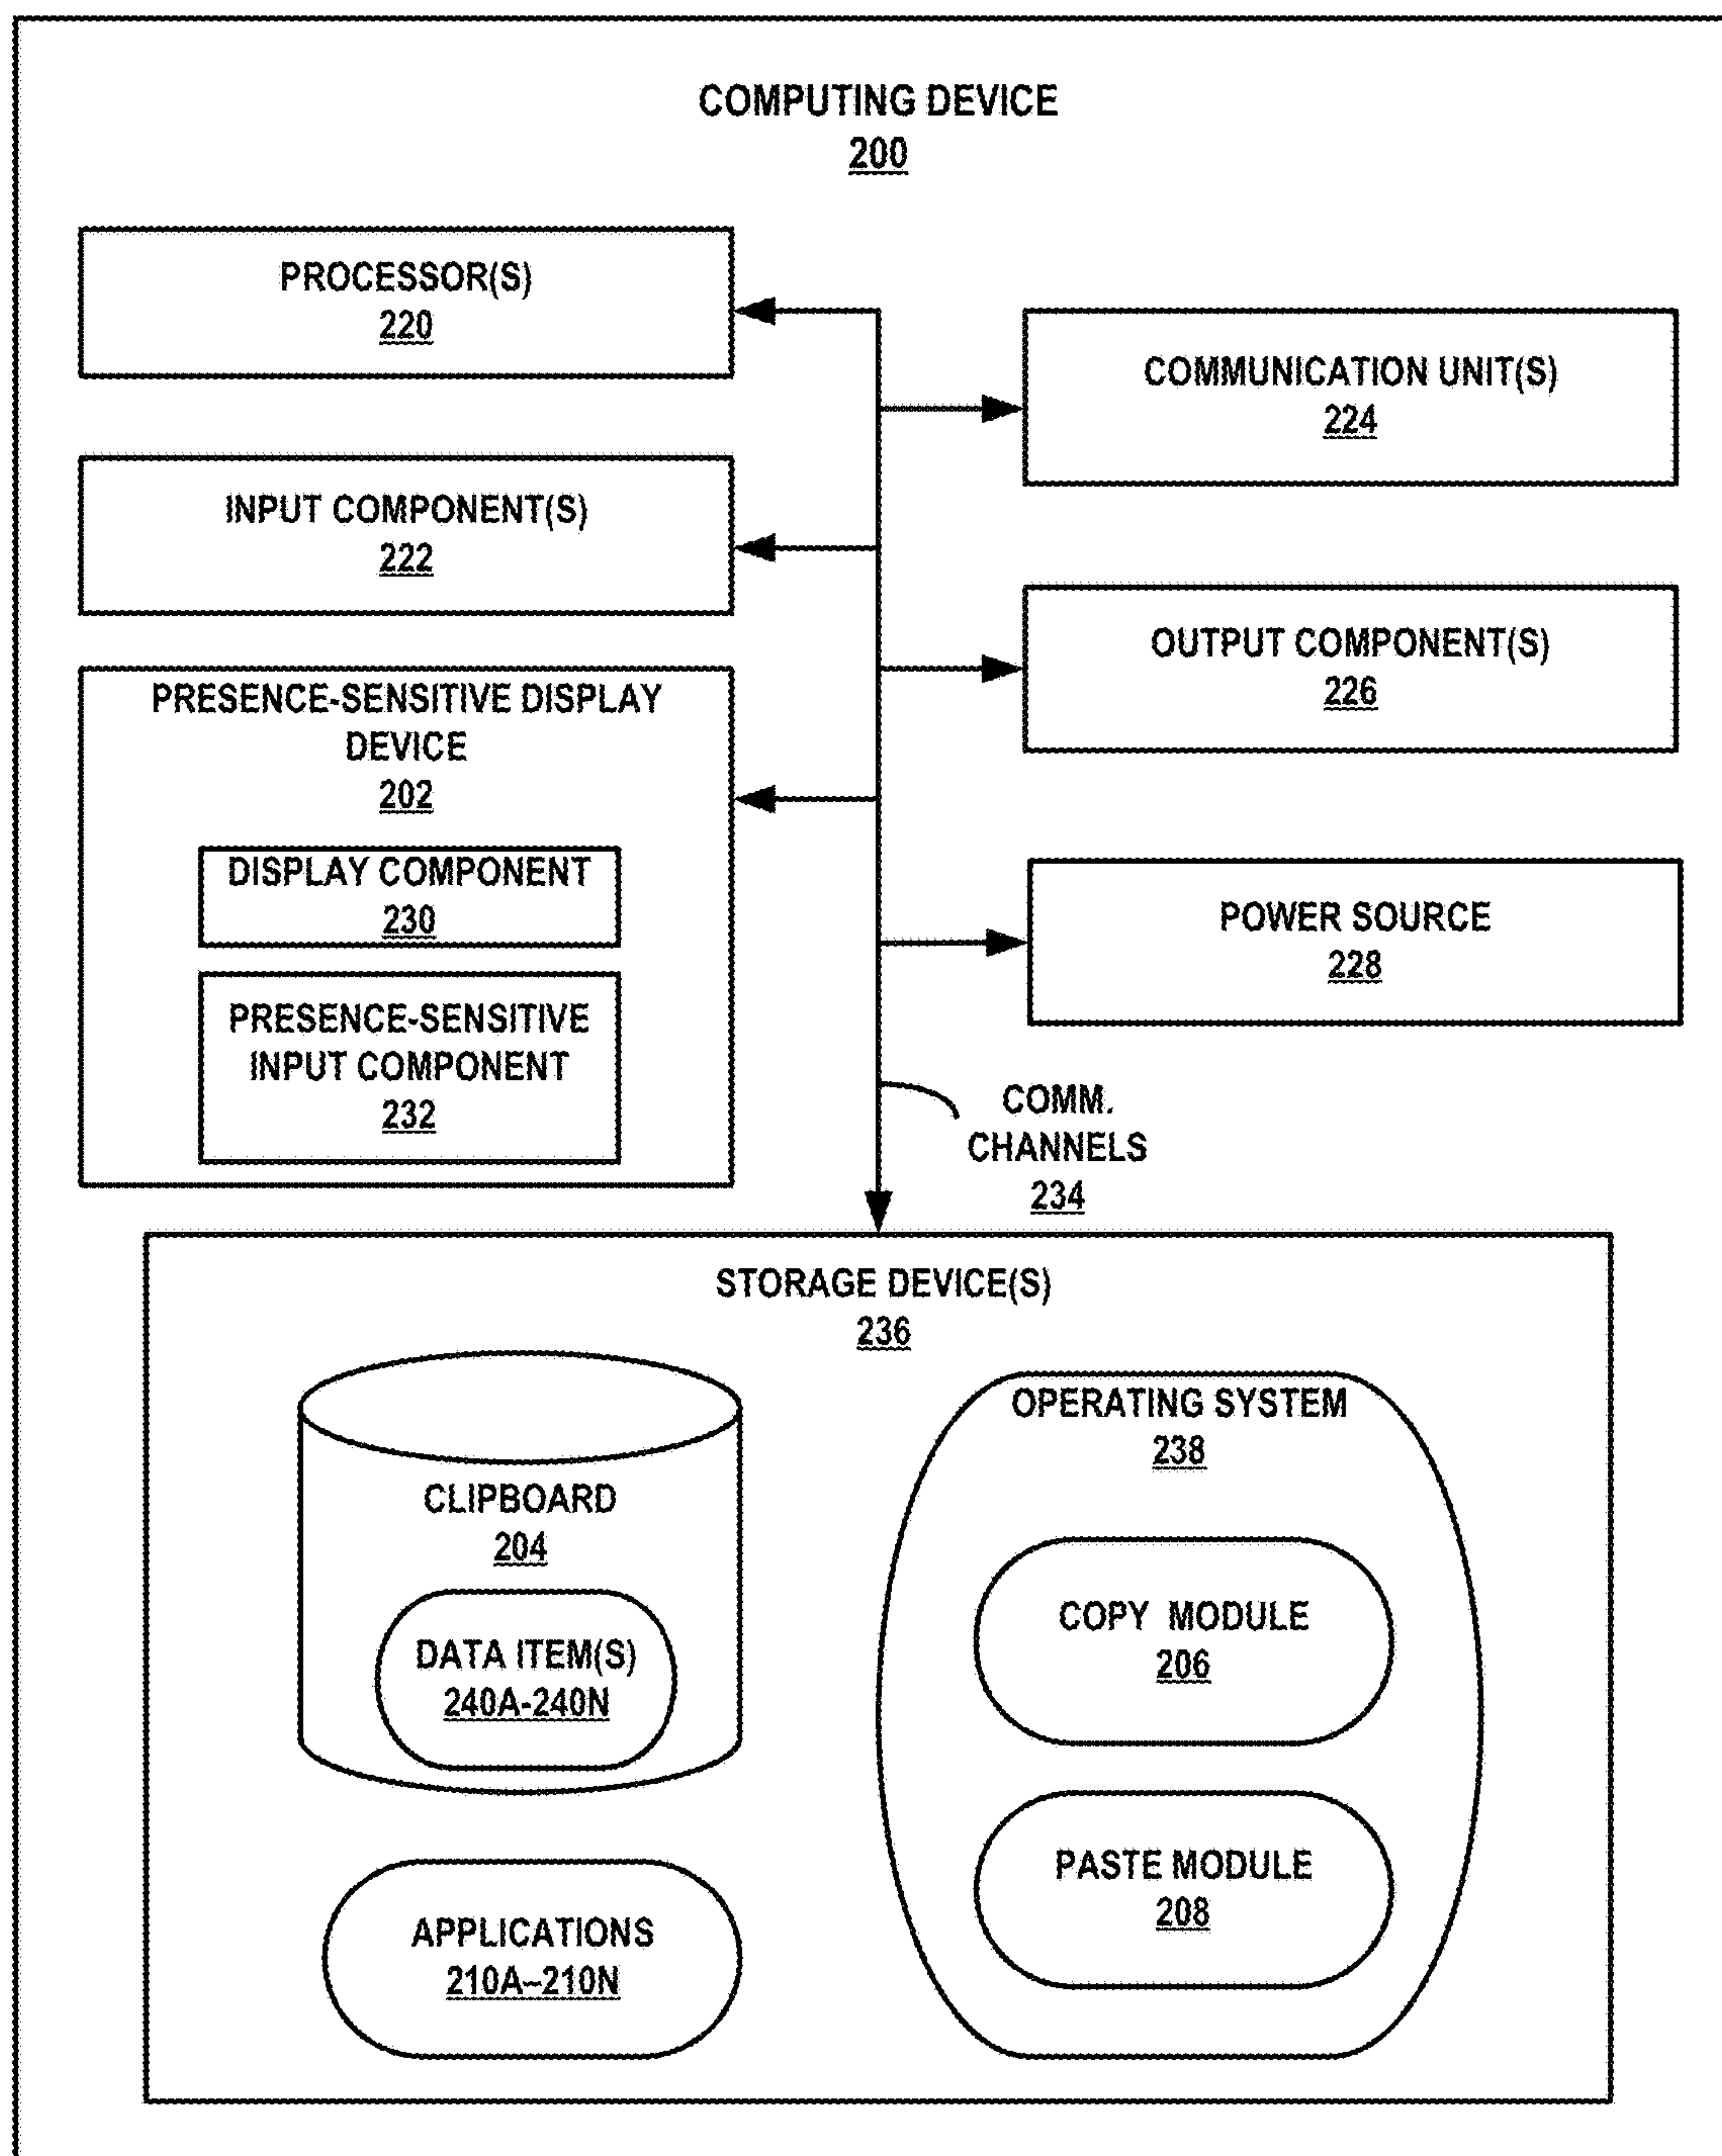 COMPUTING DEVICE
200
PROCESSOR(S)
220
COMMUNICATION UNIT(S)
224
INPUT COMPONENT(S)
222
OUTPUT COMPONENT(S)
226
PRESENCE-SENSITIVE DISPLAY
DEVICE
202
DISPLAY COMPONENT
230
POWER SOURCE
228
PRESENCE-SENSITIVE
INPUT COMPONENT
232
COMM.
CHANNELS
234
STORAGE DEVICE(S)
236
CLIPBOARD
204
DATA ITEM(S)
240A-240N
APPLICATIONS
210A–210N
OPERATING SYSTEM
238
COPY MODULE
206
PASTE MODULE
208